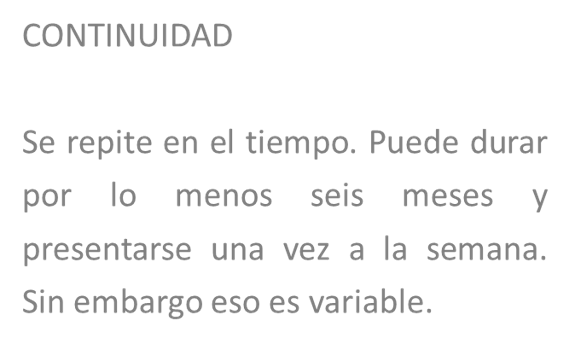 CONTINUIDAD
Se repite en el tiempo. Puede durar
por lo menos seis meses y
presentarse una vez a la semana.
Sin embargo eso es variable.